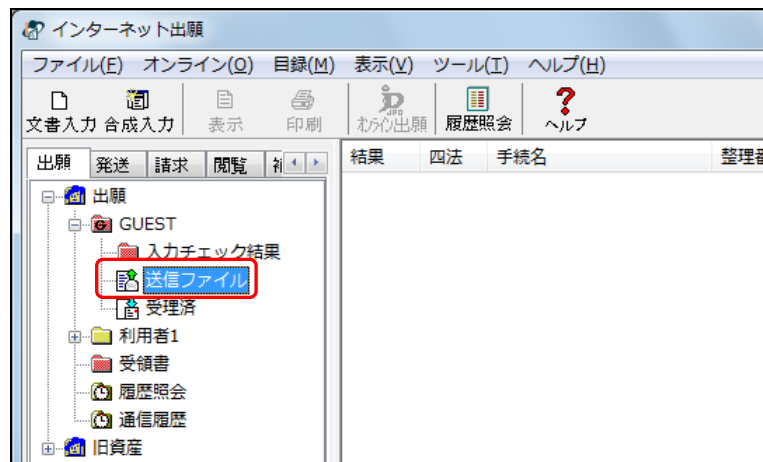 インターネット出願
ファイル(F) オンライン(O) 目録(M) 表示(V) ツール(T) ヘルプ(H)
文書入力 合成入力 表示 印刷 オンライン出願 履歴照会 ヘルプ
出願 発送 請求 閲覧
結果 四法 手続名
出願
GUEST
入力チェック結果
送信ファイル
受理済
利用者1
受領書
履歴照会
通信履歴
旧資産